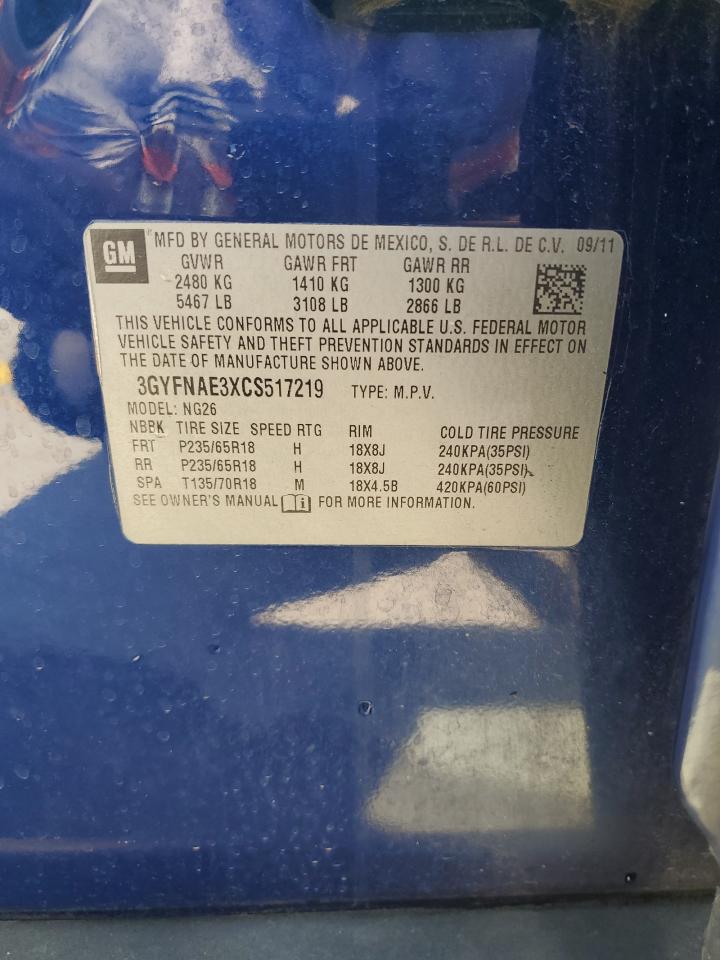 GM MFD BY GENERAL MOTORS DE MEXICO, S. DE R.L. DE C.V. 09/11
GVWR GAWR FRT GAWR RR
2480 KG 1410 KG 1300 KG
5467 LB 3108 LB 2866 LB
THIS VEHICLE CONFORMS TO ALL APPLICABLE U.S. FEDERAL MOTOR
VEHICLE SAFETY AND THEFT PREVENTION STANDARDS IN EFFECT ON
THE DATE OF MANUFACTURE SHOWN ABOVE.
3GYFNAE3XCS517219 TYPE: M.P.V.
MODEL: NG26
NBBK TIRE SIZE SPEED RTG RIM COLD TIRE PRESSURE
FRT P235/65R18 H 18X8J 240KPA(35PSI)
RR P235/65R18 H 18X8J 240KPA(35PSI)
SPA T135/70R18 M 18X4.5B 420KPA(60PSI)
SEE OWNER'S MANUAL i FOR MORE INFORMATION.